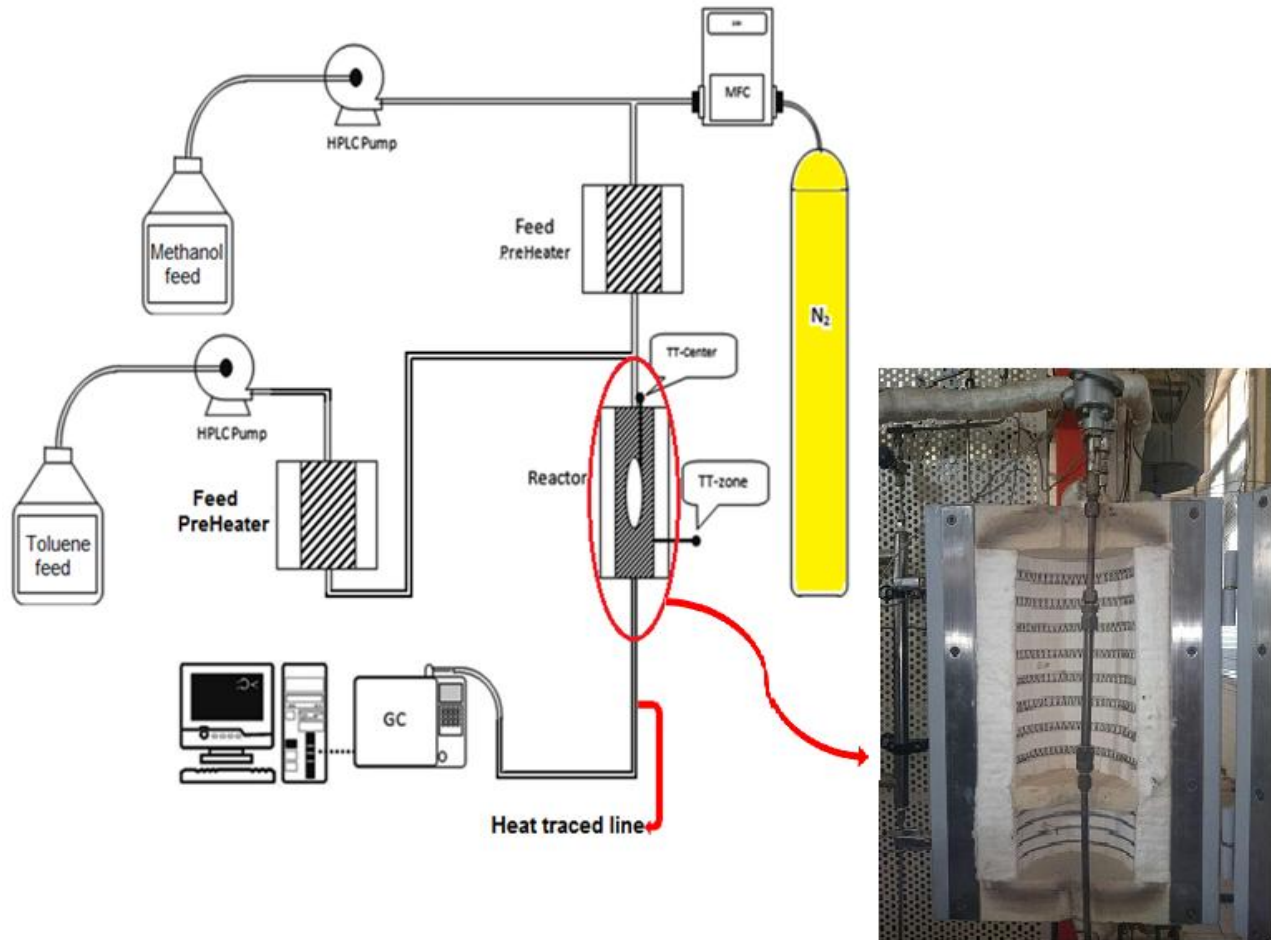 MFC
HPLC Pump
Methanol
feed
Feed
PreHeater
N₂
TT-Center
HPLC Pump
TT-zone
Reactor
Feed
PreHeater
Toluene
feed
GC
Heat traced line